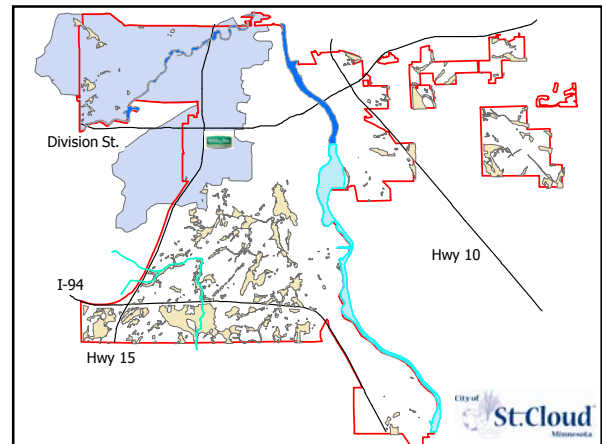 Division St.
Hwy 10
I-94
Hwy 15
City of
St. Cloud
Minnesota